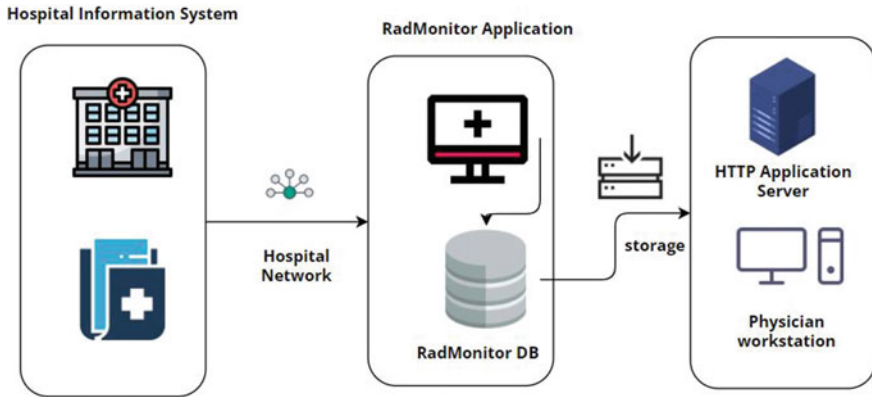 Hospital Information System
RadMonitor Application
Hospital
Network
RadMonitor DB
storage
HTTP Application
Server
Physician
workstation